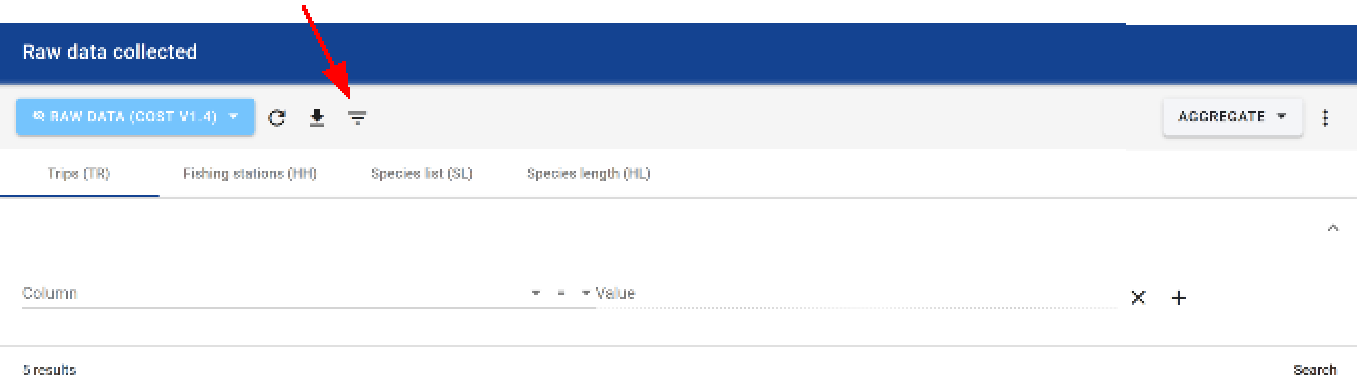 Raw data collected
RAW DATA (COST V1.4)
AGGREGATE
Trips (TR) Fishing stations (HH) Species list (SL) Species length (HL)
Column = Value
5 results Search